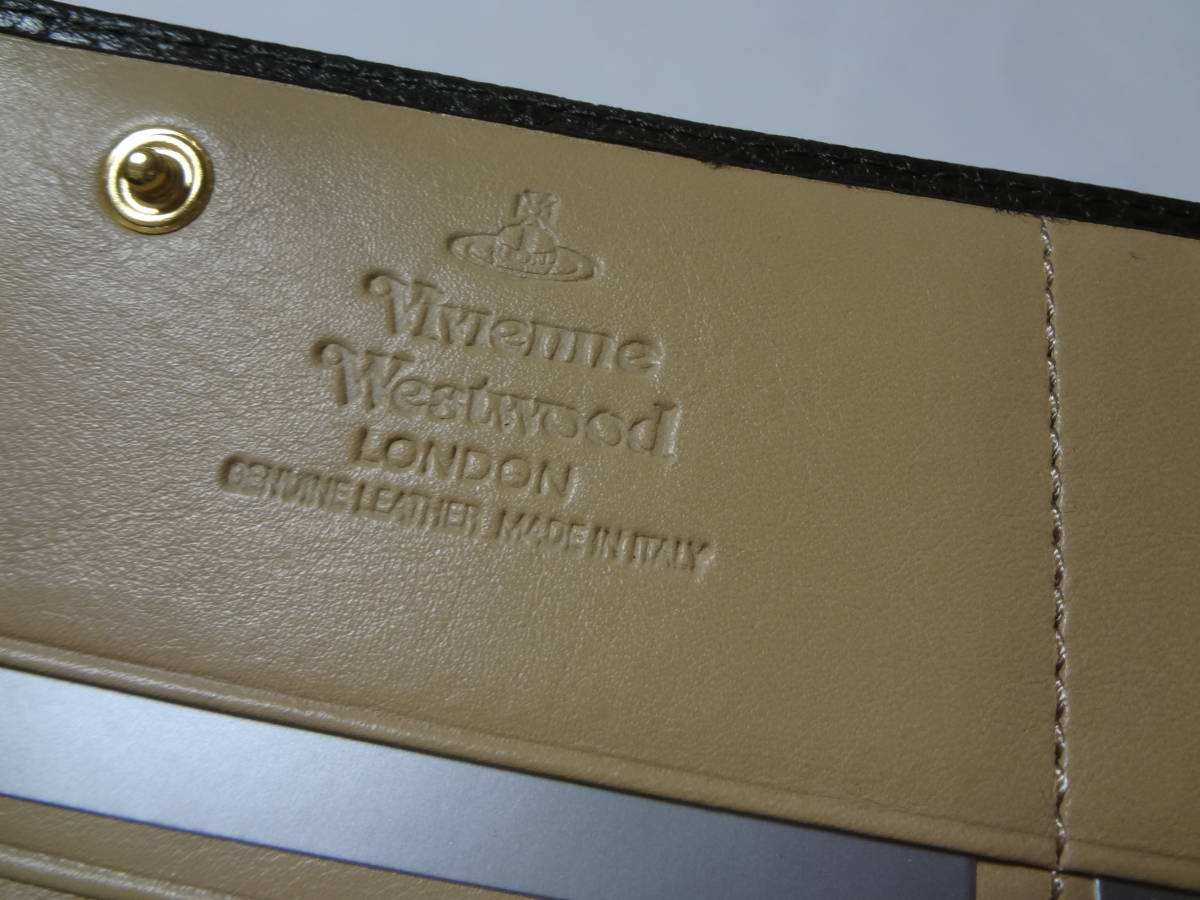 Vivienne
Westwood
LONDON
GENUINE LEATHER MADE IN ITALY